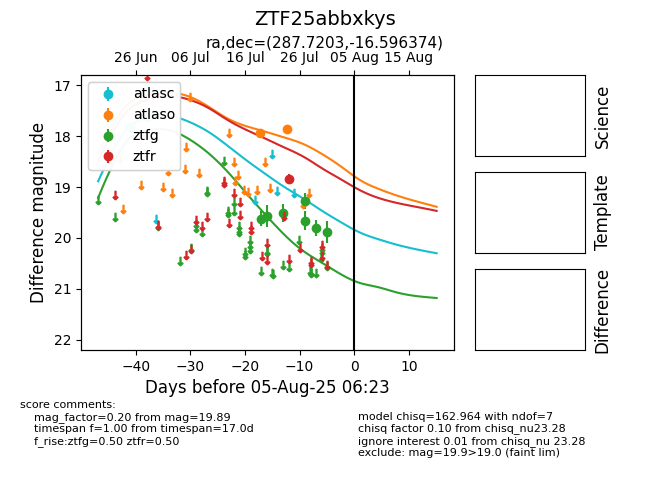 ZTF25abbxkys
ra,dec=(287.7203,-16.596374)
26 Jun 06 Jul 16 Jul 26 Jul 05 Aug 15 Aug
17
18
19
20
21
22
Difference magnitude
atlasc
atlaso
ztfg
ztfr
−40 −30 −20 −10 0 10
Days before 05-Aug-25 06:23
Science
Template
Difference
score comments:
mag_factor=0.20 from mag=19.89
timespan f=1.00 from timespan=17.0d
f_rise:ztfg=0.50 ztfr=0.50
model chisq=162.964 with ndof=7
chisq factor 0.10 from chisq_nu23.28
ignore interest 0.01 from chisq_nu 23.28
exclude: mag=19.9>19.0 (faint lim)